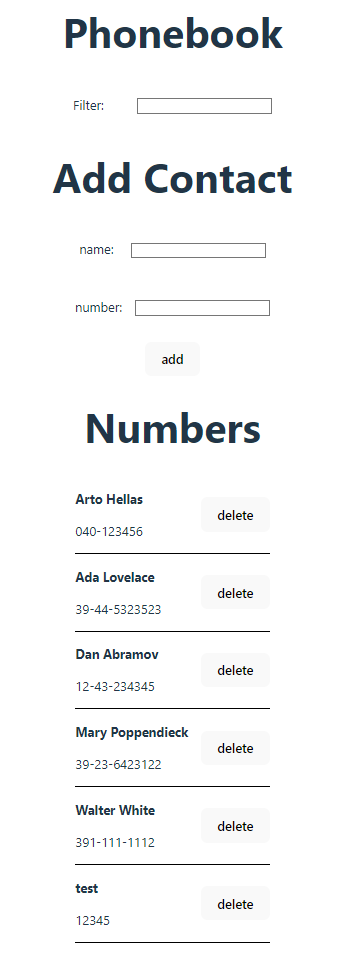 Phonebook
Filter:
Add Contact
name:
number:
add
Numbers
Arto Hellas
040-123456
delete
Ada Lovelace
39-44-5323523
delete
Dan Abramov
12-43-234345
delete
Mary Poppendieck
39-23-6423122
delete
Walter White
391-111-1112
delete
test
12345
delete